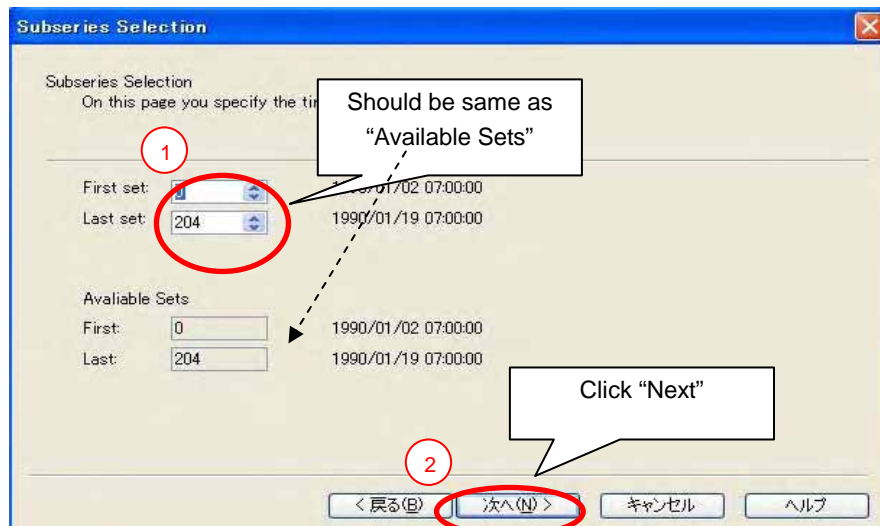 Subseries Selection
Subseries Selection
On this page you specify the
Should be same as
“Available Sets”
1
First set: 07:00:00
Last set: 204 1990/01/19 07:00:00
Avaliable Sets
First: 0 1990/01/02 07:00:00
Last: 204 1990/01/19 07:00:00
Click “Next”
2
< 戻る(B) 次へ(N) > キャンセル ヘルプ